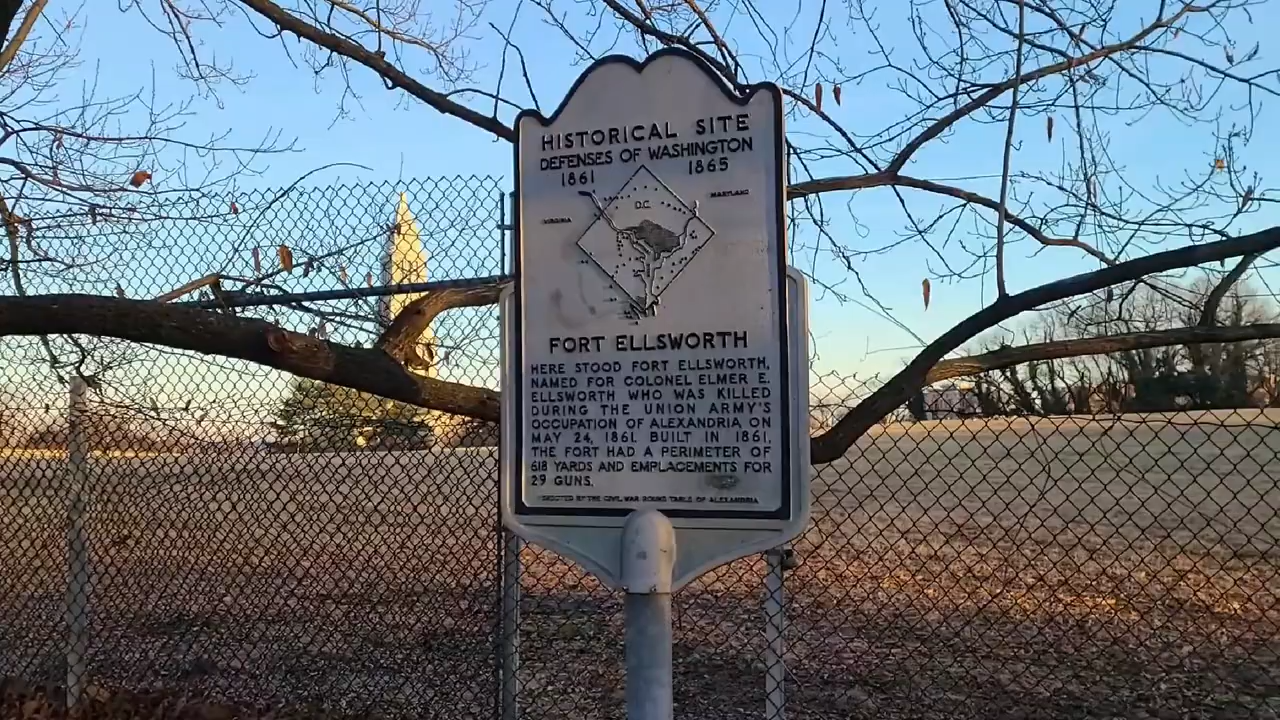 HISTORICAL SITE
DEFENSES OF WASHINGTON
1861 1865
MARYLAND
D.C.
VIRGINIA
FORT ELLSWORTH
HERE STOOD FORT ELLSWORTH,
NAMED FOR COLONEL ELMER E.
ELLSWORTH WHO WAS KILLED
DURING THE UNION ARMY'S
OCCUPATION OF ALEXANDRIA ON
MAY 24, 1861. BUILT IN 1861,
THE FORT HAD A PERIMETER OF
618 YARDS AND EMPLACEMENTS FOR
29 GUNS.
ERECTED BY THE CIVIL WAR ROUND TABLE OF ALEXANDRIA